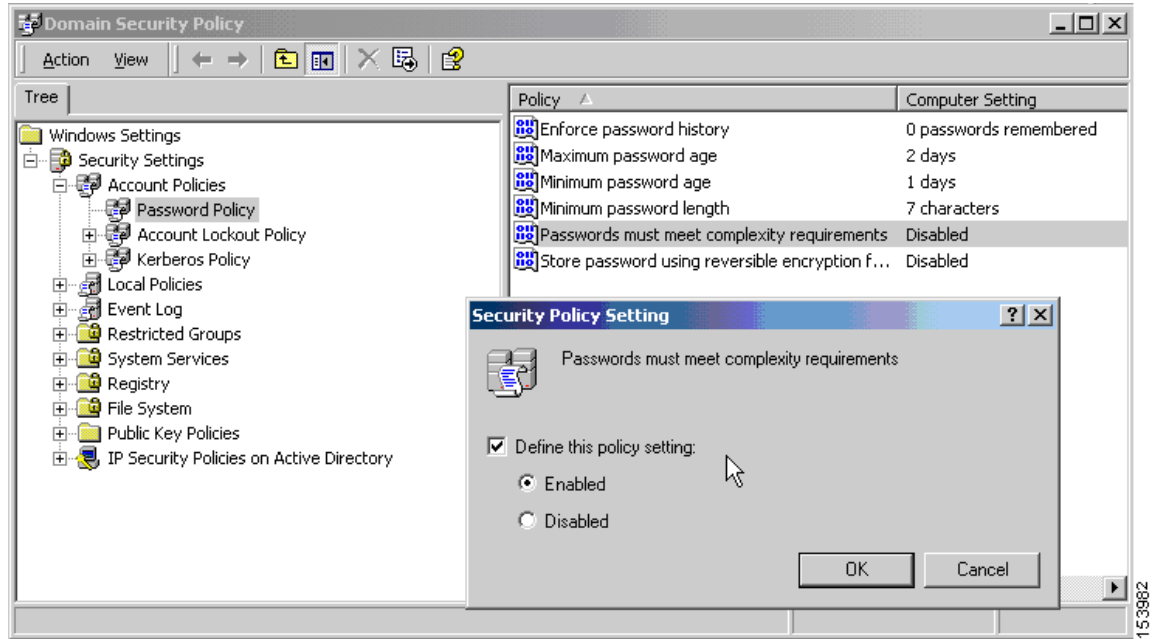 Domain Security Policy
Action View
Tree
Policy Computer Setting
Windows Settings
Security Settings
Account Policies
Password Policy
Account Lockout Policy
Kerberos Policy
Local Policies
Event Log
Restricted Groups
System Services
Registry
File System
Public Key Policies
IP Security Policies on Active Directory
Enforce password history 0 passwords remembered
Maximum password age 2 days
Minimum password age 1 days
Minimum password length 7 characters
Passwords must meet complexity requirements Disabled
Store password using reversible encryption f... Disabled
Security Policy Setting
Passwords must meet complexity requirements
Define this policy setting:
Enabled
Disabled
OK Cancel
153982